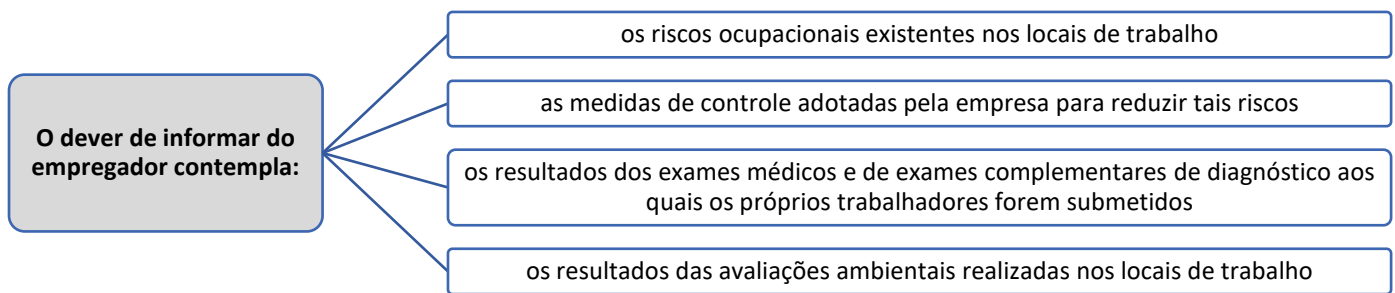 O dever de informar do
empregador contempla:
os riscos ocupacionais existentes nos locais de trabalho
as medidas de controle adotadas pela empresa para reduzir tais riscos
os resultados dos exames médicos e de exames complementares de diagnóstico aos
quais os próprios trabalhadores forem submetidos
os resultados das avaliações ambientais realizadas nos locais de trabalho